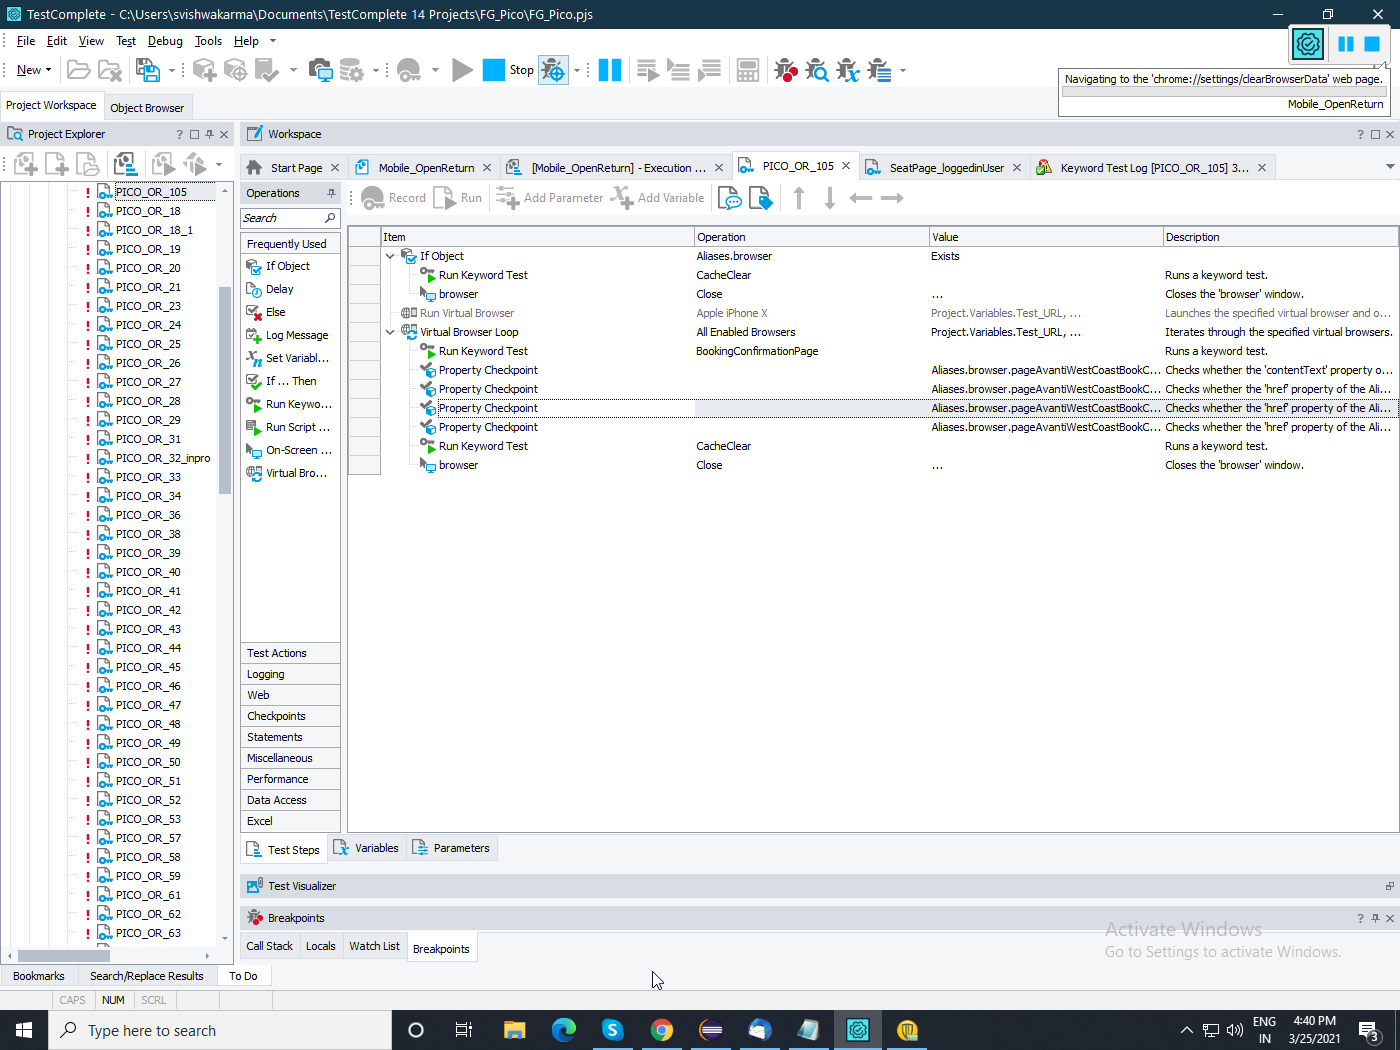 TestComplete - C:\Users\svishwakarma\Documents\TestComplete 14 Projects\FG_Pico\FG_Pico.pjs
File Edit View Test Debug Tools Help
New Stop
Navigating to the 'chrome://settings/clearBrowserData' web page.
Mobile_OpenReturn
Project Workspace Object Browser
Project Explorer
Workspace
Start Page Mobile_OpenReturn [Mobile_OpenReturn] - Execution ... PICO_OR_105 SeatPage_loggedinUser Keyword Test Log [PICO_OR_105] 3...
Record Run Add Parameter Add Variable
PICO_OR_105
PICO_OR_18
PICO_OR_18_1
PICO_OR_19
PICO_OR_20
PICO_OR_21
PICO_OR_23
PICO_OR_24
PICO_OR_25
PICO_OR_26
PICO_OR_27
PICO_OR_28
PICO_OR_29
PICO_OR_31
PICO_OR_32_inpro
PICO_OR_33
PICO_OR_34
PICO_OR_36
PICO_OR_38
PICO_OR_39
PICO_OR_40
PICO_OR_41
PICO_OR_42
PICO_OR_43
PICO_OR_44
PICO_OR_45
PICO_OR_46
PICO_OR_47
PICO_OR_48
PICO_OR_49
PICO_OR_50
PICO_OR_51
PICO_OR_52
PICO_OR_53
PICO_OR_57
PICO_OR_58
PICO_OR_59
PICO_OR_61
PICO_OR_62
PICO_OR_63
Operations
Search
Frequently Used
If Object
Delay
Else
Log Message
Set Variabl...
If ... Then
Run Keywo...
Run Script ...
On-Screen ...
Virtual Bro...
Test Actions
Logging
Web
Checkpoints
Statements
Miscellaneous
Performance
Data Access
Excel
Item Operation Value Description
If Object Aliases.browser Exists
Run Keyword Test CacheClear Runs a keyword test.
browser Close ... Closes the 'browser' window.
Run Virtual Browser Apple iPhone X Project.Variables.Test_URL, ... Launches the specified virtual browser and o...
Virtual Browser Loop All Enabled Browsers Project.Variables.Test_URL, ... Iterates through the specified virtual browsers.
Run Keyword Test BookingConfirmationPage Runs a keyword test.
Property Checkpoint Aliases.browser.pageAvantiWestCoastBookC... Checks whether the 'contentText' property o...
Property Checkpoint Aliases.browser.pageAvantiWestCoastBookC... Checks whether the 'href' property of the Ali...
Property Checkpoint Aliases.browser.pageAvantiWestCoastBookC... Checks whether the 'href' property of the Ali...
Property Checkpoint Aliases.browser.pageAvantiWestCoastBookC... Checks whether the 'href' property of the Ali...
Run Keyword Test CacheClear Runs a keyword test.
browser Close ... Closes the 'browser' window.
Test Steps Variables Parameters
Test Visualizer
Breakpoints
Call Stack Locals Watch List Breakpoints
Activate Windows
Go to Settings to activate Windows.
Bookmarks Search/Replace Results To Do
CAPS NUM SCRL
Type here to search
ENG
IN
4:40 PM
3/25/2021
3